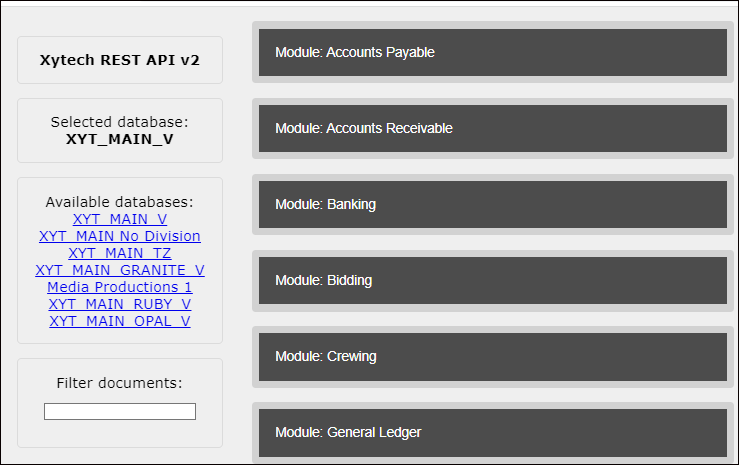 Xytech REST API v2
Selected database:
XYT_MAIN_V
Available databases:
XYT_MAIN_V
XYT_MAIN No Division
XYT_MAIN_TZ
XYT_MAIN_GRANITE_V
Media Productions 1
XYT_MAIN_RUBY_V
XYT_MAIN_OPAL_V
Filter documents:
Module: Accounts Payable
Module: Accounts Receivable
Module: Banking
Module: Bidding
Module: Crewing
Module: General Ledger